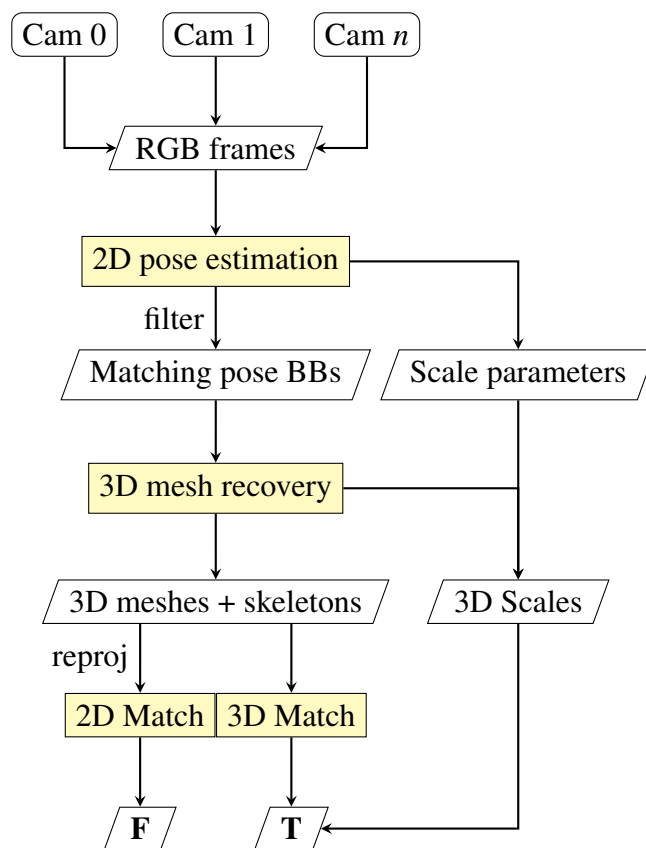 Cam 0
Cam 1
Cam n
RGB frames
2D pose estimation
filter
Matching pose BBs
Scale parameters
3D mesh recovery
3D meshes + skeletons
3D Scales
reproj
2D Match
3D Match
F
T